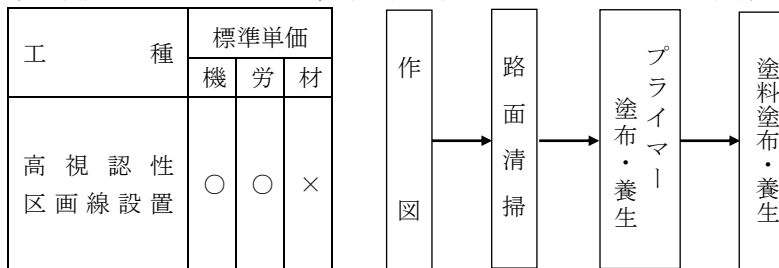 工種
標準単価
機 労 材
高視認性
区画線設置
○ ○ ×
作図
路面清掃
プライマー
塗布・養生
塗料塗布・養生